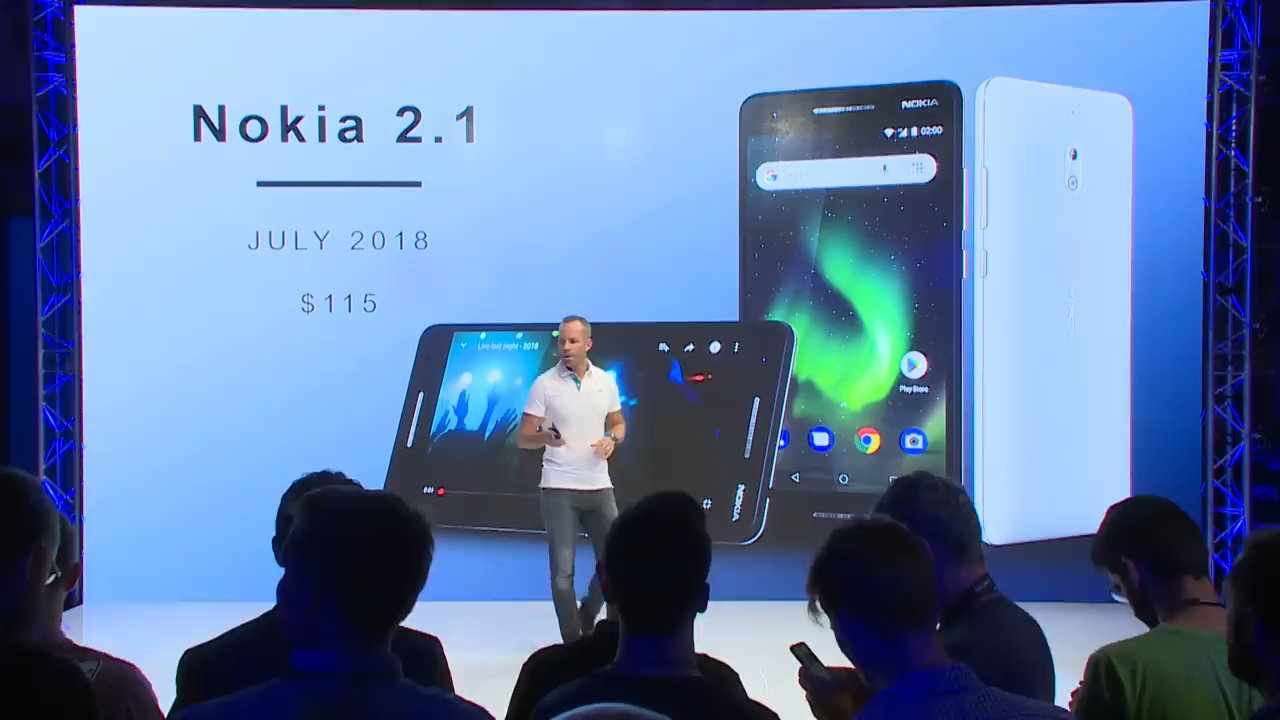 Nokia 2.1
JULY 2018
$115
NOKIA
02:00
Play Store
Live last night - 2018
NOKIA